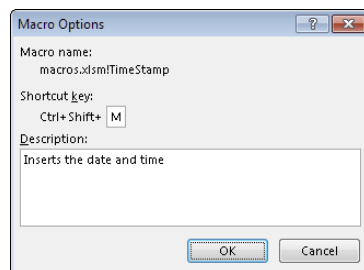 Macro Options
Macro name:
macros.xlsm!TimeStamp
Shortcut key:
Ctrl+Shift+ M
Description:
Inserts the date and time
OK Cancel